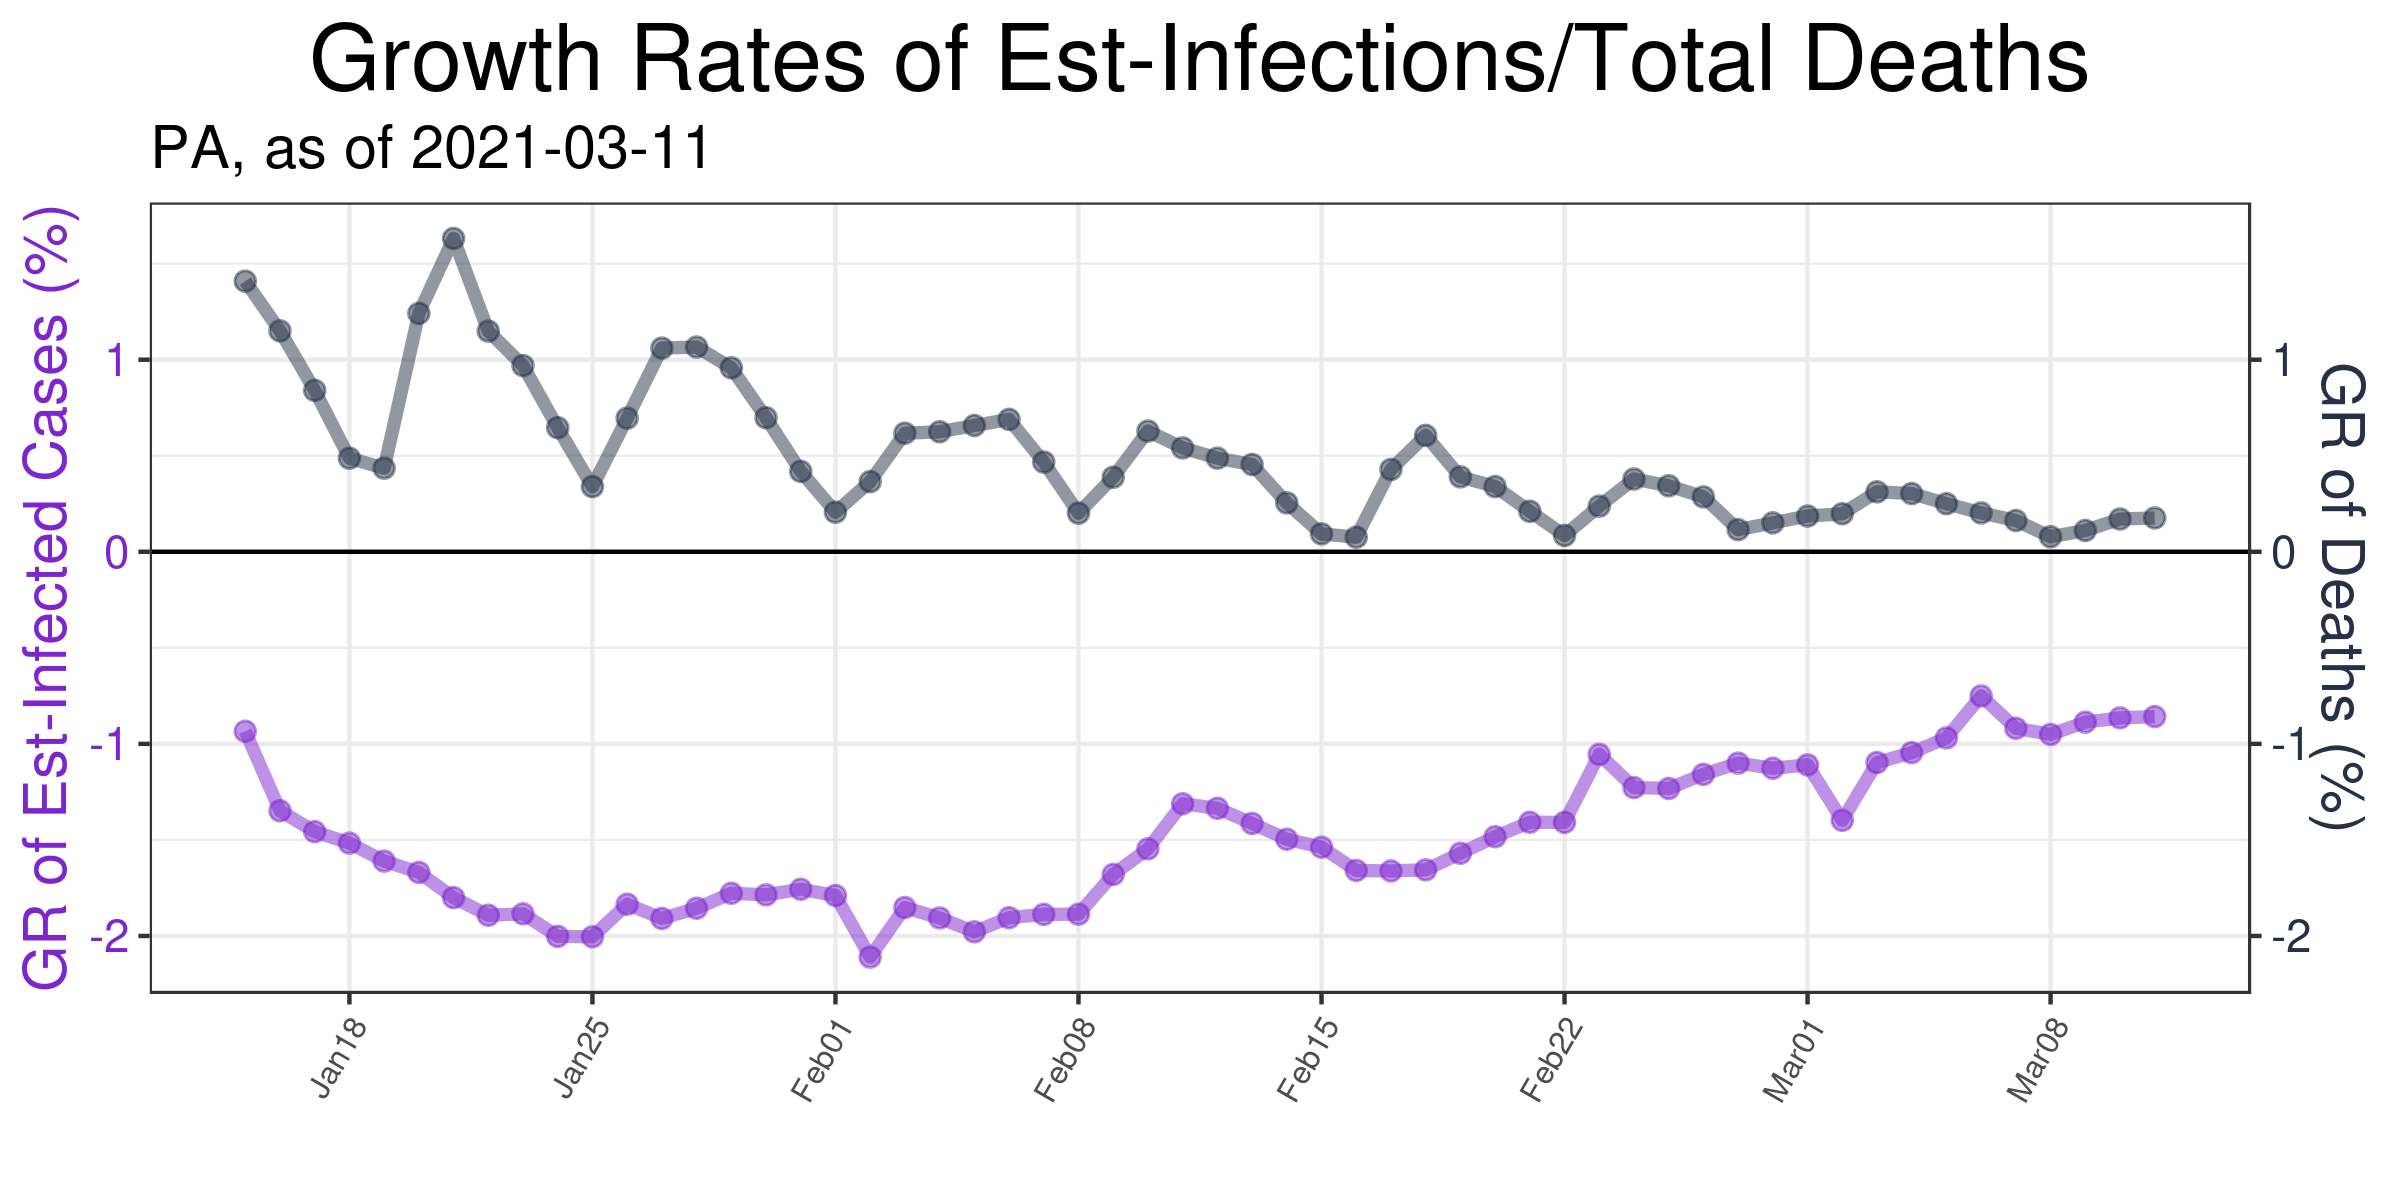 Growth Rates of Est-Infections/Total Deaths
PA, as of 2021-03-11
GR of Est-Infected Cases (%)
1
0
-1
-2
1
0
-1
-2
GR of Deaths (%)
Jan18
Jan25
Feb01
Feb08
Feb15
Feb22
Mar01
Mar08